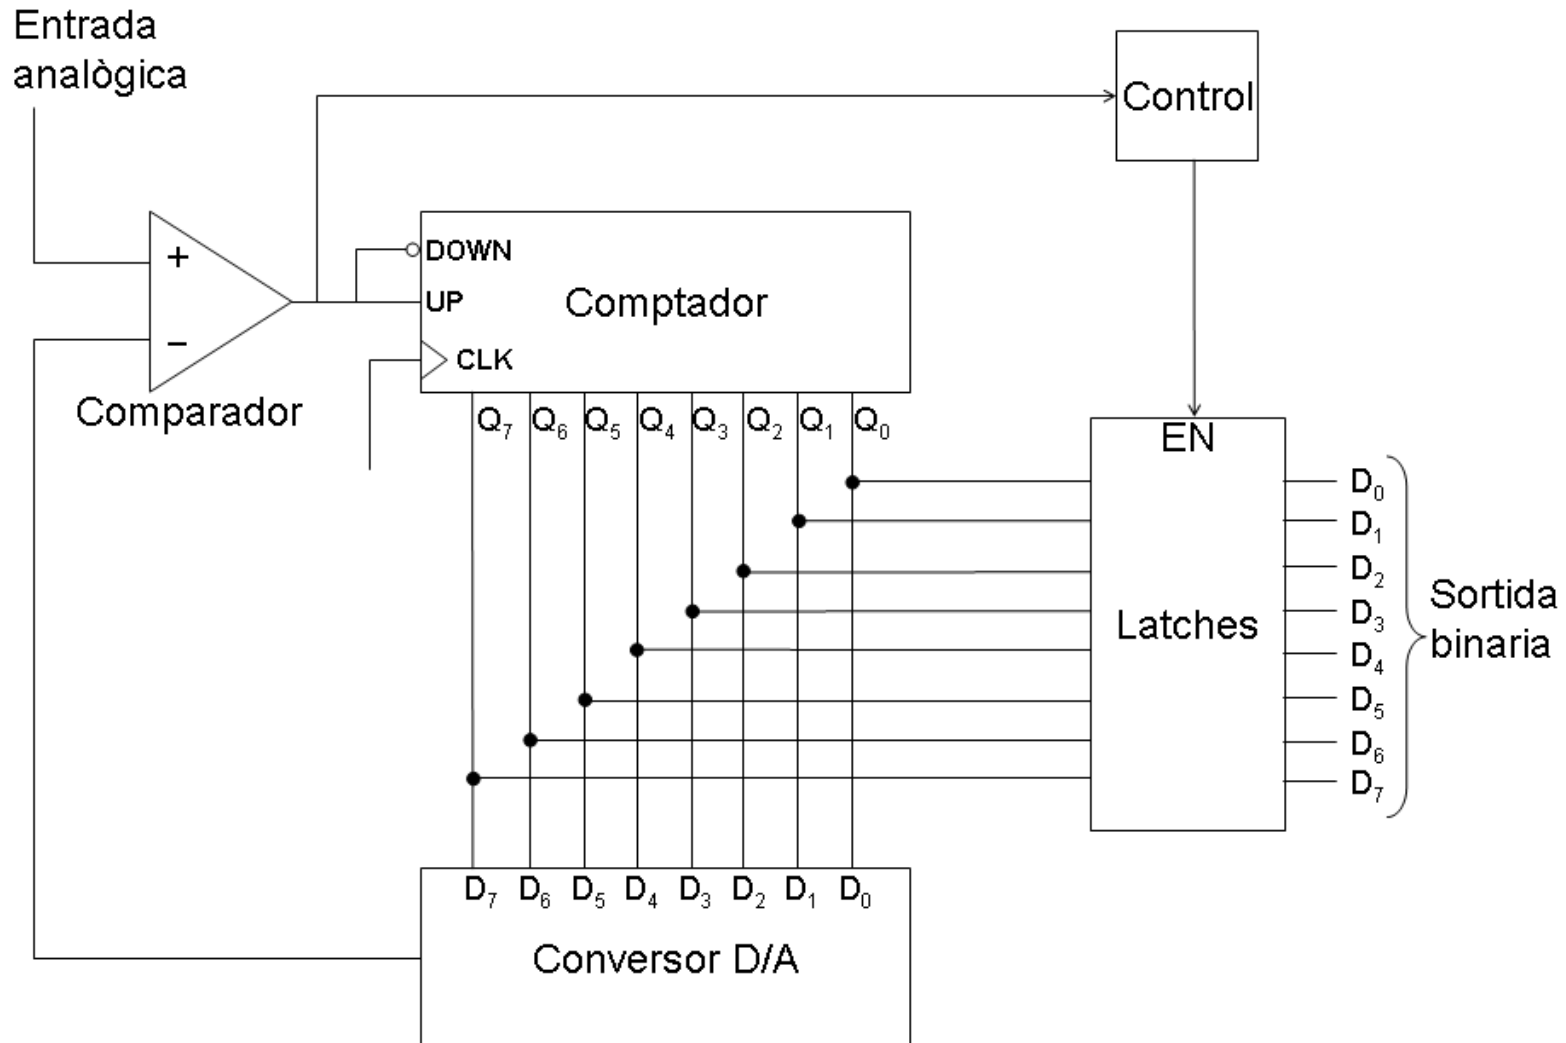 Entrada
analògica
Control
+
−
Comparador
DOWN
UP
CLK
Comptador
Q7 Q6 Q5 Q4 Q3 Q2 Q1 Q0
EN
Latches
D0
D1
D2
D3
D4
D5
D6
D7
Sortida
binaria
D7 D6 D5 D4 D3 D2 D1 D0
Conversor D/A